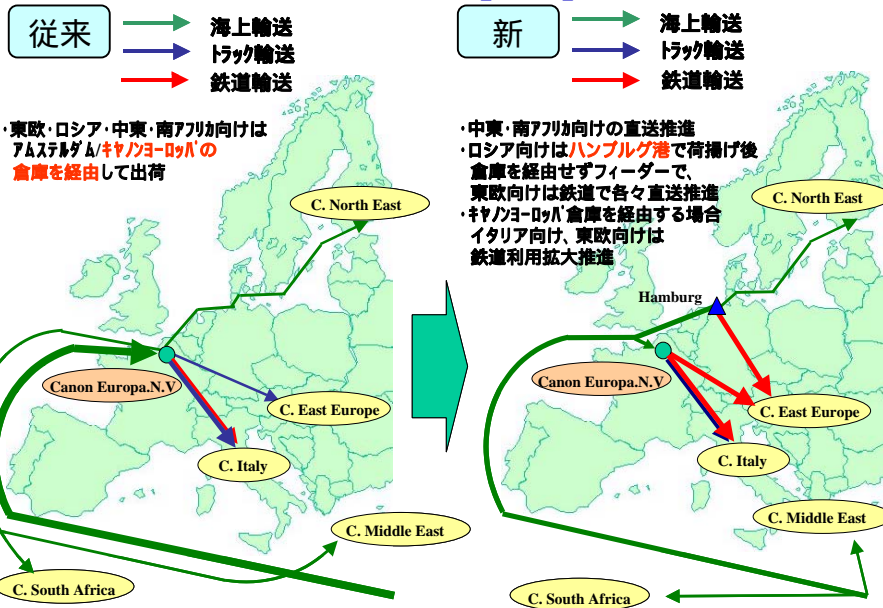 従来
海上輸送
トラック輸送
鉄道輸送
・東欧・ロシア・中東・南アフリカ向けは
アムステルダム/キヤノンヨーロッパの
倉庫を経由して出荷
C. North East
Canon Europa.N.V
C. East Europe
C. Italy
C. Middle East
C. South Africa
新
海上輸送
トラック輸送
鉄道輸送
・中東・南アフリカ向けの直送推進
・ロシア向けはハンブルグ港で荷揚げ後
倉庫を経由せずフィーダーで、
東欧向けは鉄道で各々直送推進
・キヤノンヨーロッパ倉庫を経由する場合
イタリア向け、東欧向けは
鉄道利用拡大推進
C. North East
Hamburg
Canon Europa.N.V
C. East Europe
C. Italy
C. Middle East
C. South Africa